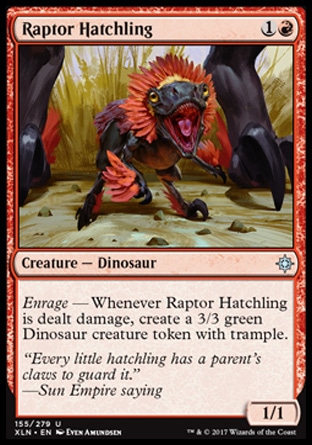 Raptor Hatchling 1
Creature — Dinosaur
Enrage — Whenever Raptor Hatchling
is dealt damage, create a 3/3 green
Dinosaur creature token with trample.
“Every little hatchling has a parent’s
claws to guard it.”
—Sun Empire saying
1/1
155/279 U
XLN • EN Even Amundsen
™ & © 2017 Wizards of the Coast